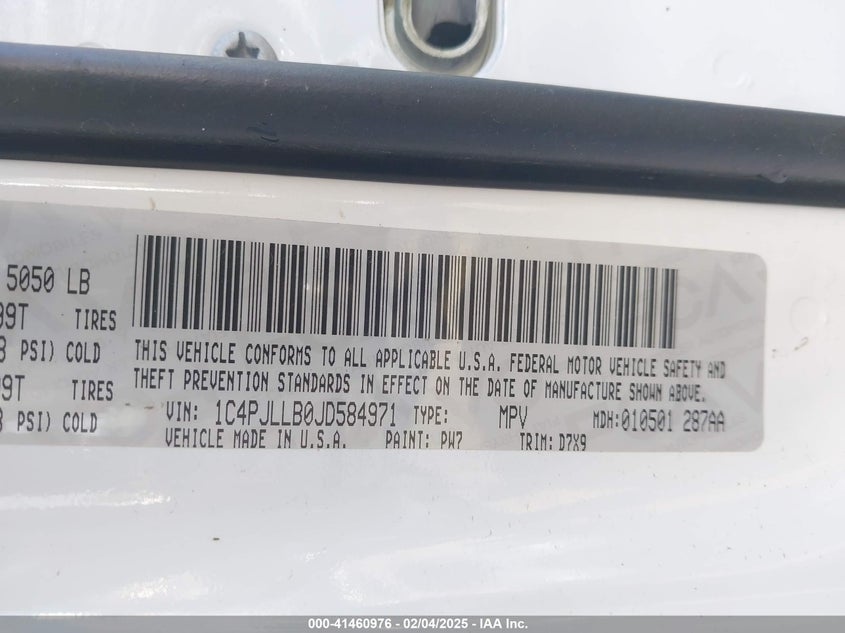 5050 LB
99T TIRES
PSI) COLD
9T TIRES
PSI) COLD
THIS VEHICLE CONFORMS TO ALL APPLICABLE U.S.A. FEDERAL MOTOR VEHICLE SAFETY AND
THEFT PREVENTION STANDARDS IN EFFECT ON THE DATE OF MANUFACTURE SHOWN ABOVE.
VIN: 1C4PJLLB0JD584971 TYPE: MPV MDH:010501 287AA
VEHICLE MADE IN U.S.A. PAINT: PW7 TRIM: D7X9
000-41460976 - 02/04/2025 - IAA Inc.